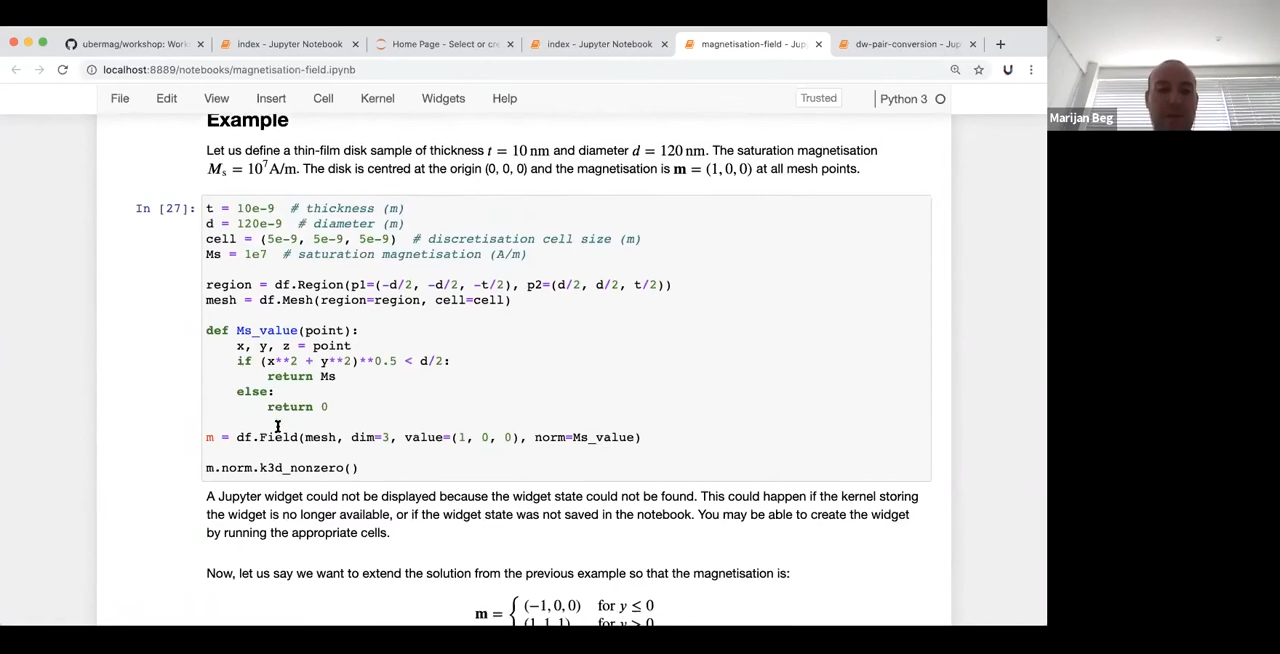 ubermag/workshop: Work
index - Jupyter Notebook
Home Page - Select or cre
index - Jupyter Notebook
magnetisation-field - Jup
dw-pair-conversion - Jup
localhost:8889/notebooks/magnetisation-field.ipynb
File Edit View Insert Cell Kernel Widgets Help Trusted Python 3
Marijan Beg
Example
Let us define a thin-film disk sample of thickness t = 10 nm and diameter d = 120 nm. The saturation magnetisation
Ms = 10^7 A/m. The disk is centred at the origin (0, 0, 0) and the magnetisation is m = (1, 0, 0) at all mesh points.
In [27]: t = 10e-9 # thickness (m)
d = 120e-9 # diameter (m)
cell = (5e-9, 5e-9, 5e-9) # discretisation cell size (m)
Ms = 1e7 # saturation magnetisation (A/m)
region = df.Region(p1=(-d/2, -d/2, -t/2), p2=(d/2, d/2, t/2))
mesh = df.Mesh(region=region, cell=cell)
def Ms_value(point):
x, y, z = point
if (x**2 + y**2)**0.5 < d/2:
return Ms
else:
return 0
m = df.Field(mesh, dim=3, value=(1, 0, 0), norm=Ms_value)
m.norm.k3d_nonzero()
A Jupyter widget could not be displayed because the widget state could not be found. This could happen if the kernel storing
the widget is no longer available, or if the widget state was not saved in the notebook. You may be able to create the widget
by running the appropriate cells.
Now, let us say we want to extend the solution from the previous example so that the magnetisation is:
m = { (−1, 0, 0) for y ≤ 0
(1, 1, 1) for y > 0